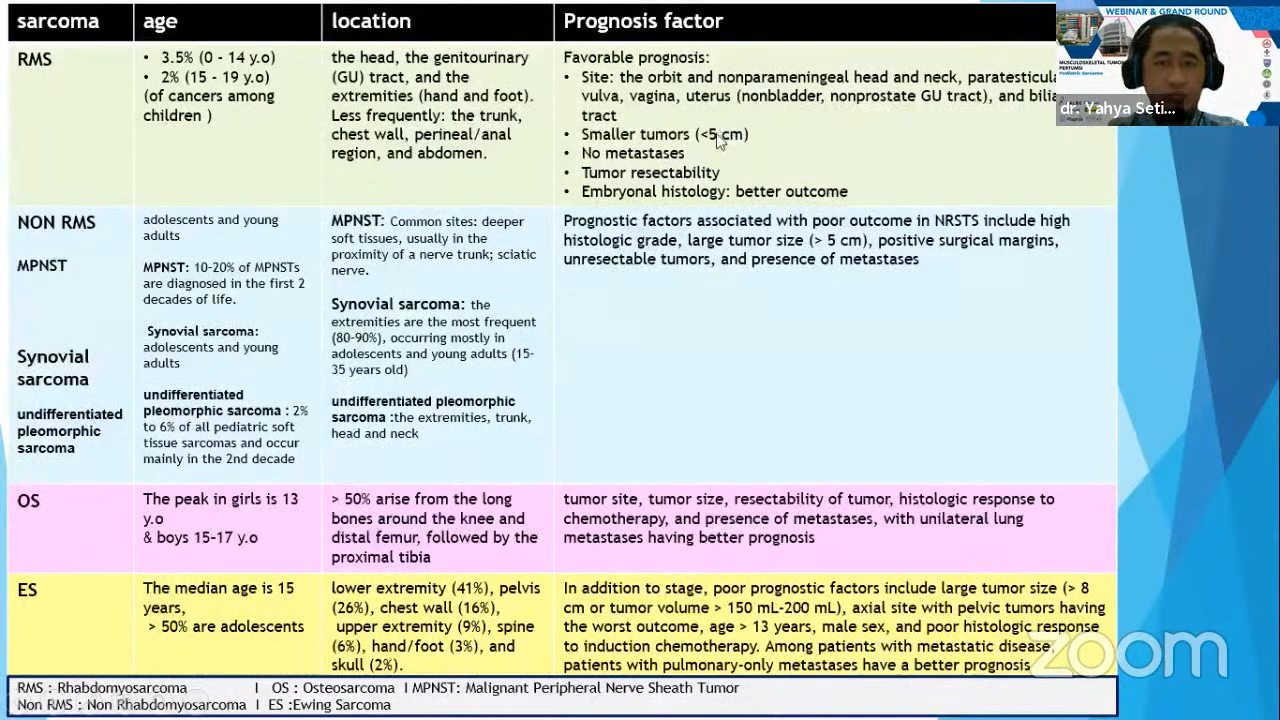 sarcoma
age
location
Prognosis factor
RMS
• 3.5% (0 - 14 y.o)
• 2% (15 - 19 y.o)
(of cancers among
children )
the head, the genitourinary
(GU) tract, and the
extremities (hand and foot).
Less frequently: the trunk,
chest wall, perineal/anal
region, and abdomen.
Favorable prognosis:
• Site: the orbit and nonparameningeal head and neck, paratesticula
vulva, vagina, uterus (nonbladder, nonprostate GU tract), and bilia
tract
• Smaller tumors (<5 cm)
• No metastases
• Tumor resectability
• Embryonal histology: better outcome
NON RMS
MPNST
Synovial
sarcoma
undifferentiated
pleomorphic
sarcoma
adolescents and young
adults
MPNST: 10-20% of MPNSTs
are diagnosed in the first 2
decades of life.
Synovial sarcoma:
adolescents and young
adults
undifferentiated
pleomorphic sarcoma : 2%
to 6% of all pediatric soft
tissue sarcomas and occur
mainly in the 2nd decade
MPNST: Common sites: deeper
soft tissues, usually in the
proximity of a nerve trunk; sciatic
nerve.
Synovial sarcoma: the
extremities are the most frequent
(80-90%), occurring mostly in
adolescents and young adults (15-
35 years old)
undifferentiated pleomorphic
sarcoma :the extremities, trunk,
head and neck
Prognostic factors associated with poor outcome in NRSTS include high
histologic grade, large tumor size (> 5 cm), positive surgical margins,
unresectable tumors, and presence of metastases
OS
The peak in girls is 13
y.o
& boys 15-17 y.o
> 50% arise from the long
bones around the knee and
distal femur, followed by the
proximal tibia
tumor site, tumor size, resectability of tumor, histologic response to
chemotherapy, and presence of metastases, with unilateral lung
metastases having better prognosis
ES
The median age is 15
years,
> 50% are adolescents
lower extremity (41%), pelvis
(26%), chest wall (16%),
upper extremity (9%), spine
(6%), hand/foot (3%), and
skull (2%).
In addition to stage, poor prognostic factors include large tumor size (> 8
cm or tumor volume > 150 mL-200 mL), axial site with pelvic tumors having
the worst outcome, age > 13 years, male sex, and poor histologic response
to induction chemotherapy. Among patients with metastatic disease,
patients with pulmonary-only metastases have a better prognosis
RMS : Rhabdomyosarcoma I OS : Osteosarcoma I MPNST: Malignant Peripheral Nerve Sheath Tumor
Non RMS : Non Rhabdomyosarcoma I ES :Ewing Sarcoma
WEBINAR & GRAND ROUND
MUSCULOSKELETAL TUMO
PERTUMSI
Pediatric Sarcoma
dr. Yahya Seti...
zoom